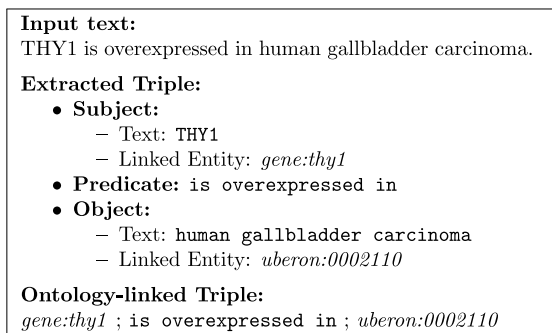 Input text:
THY1 is overexpressed in human gallbladder carcinoma.
Extracted Triple:
• Subject:
– Text: THY1
– Linked Entity: gene:thy1
• Predicate: is overexpressed in
• Object:
– Text: human gallbladder carcinoma
– Linked Entity: uberon:0002110
Ontology-linked Triple:
gene:thy1 ; is overexpressed in ; uberon:0002110